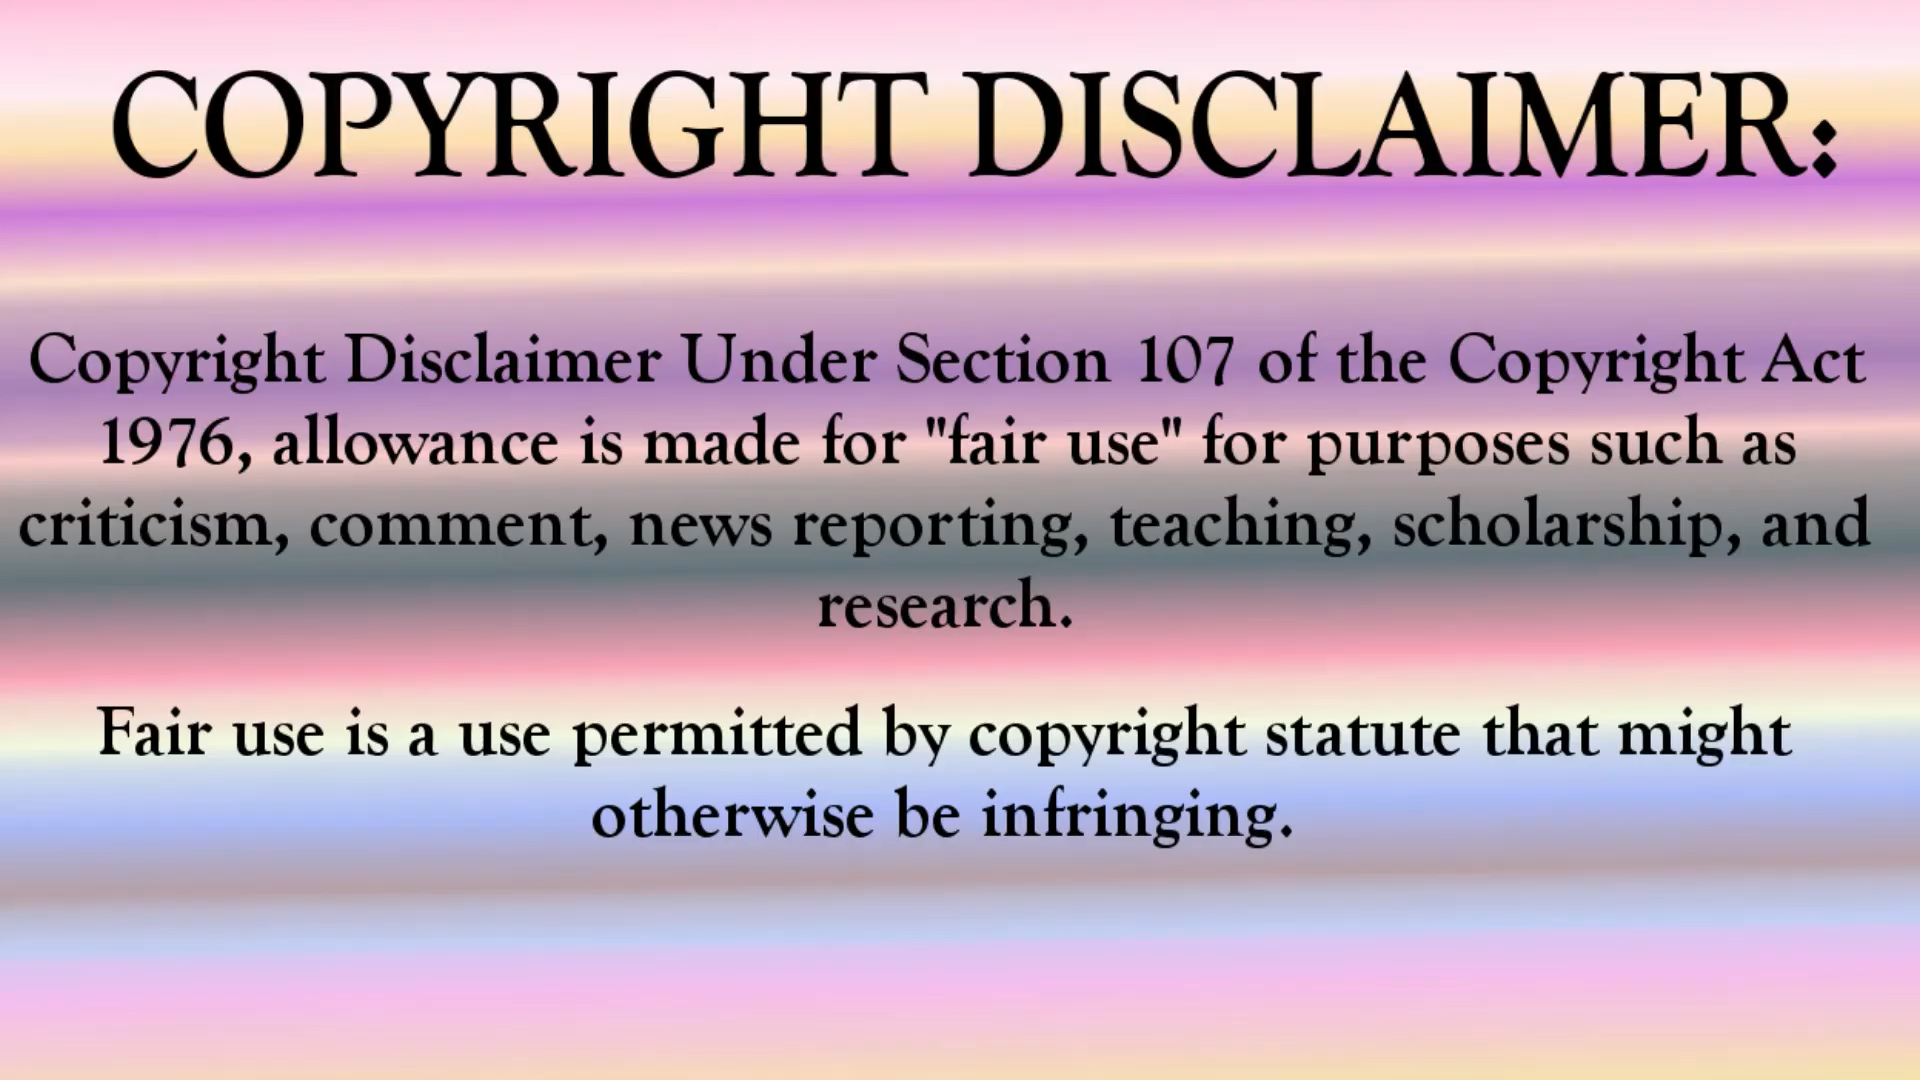 COPYRIGHT DISCLAIMER:
Copyright Disclaimer Under Section 107 of the Copyright Act
1976, allowance is made for "fair use" for purposes such as
criticism, comment, news reporting, teaching, scholarship, and
research.
Fair use is a use permitted by copyright statute that might
otherwise be infringing.